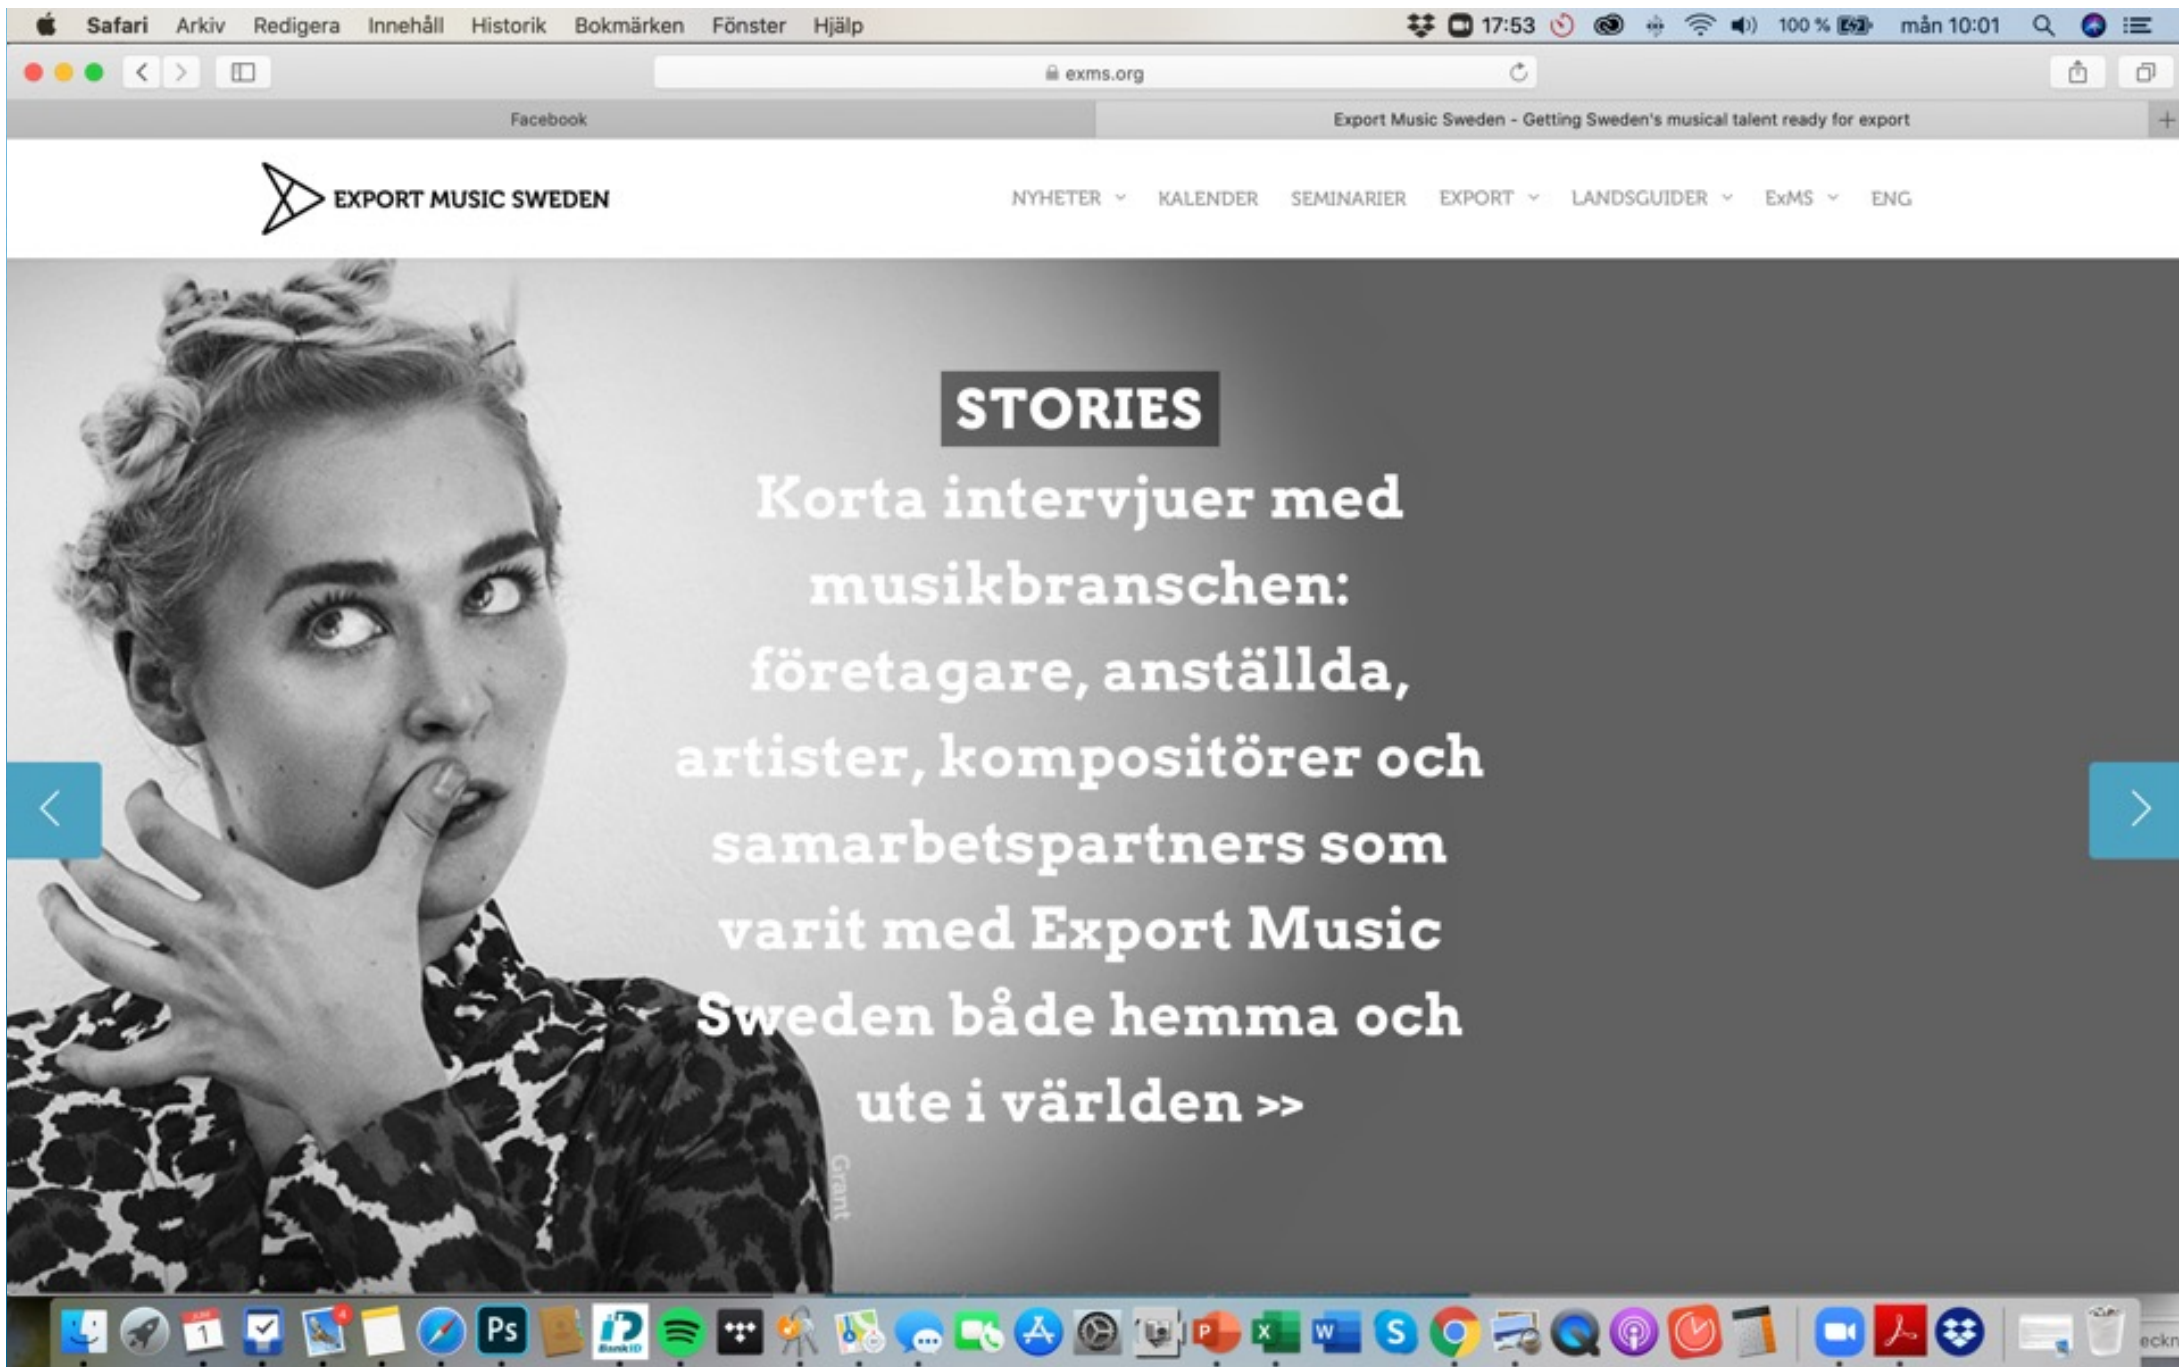 Safari Arkiv Redigera Innehåll Historik Bokmärken Fönster Hjälp 17:53 100 % mån 10:01
exms.org
Facebook Export Music Sweden - Getting Sweden's musical talent ready for export
EXPORT MUSIC SWEDEN NYHETER KALENDER SEMINARIER EXPORT LANDSGUIDER ExMS ENG
STORIES
Korta intervjuer med
musikbranschen:
företagare, anställda,
artister, kompositörer och
samarbetspartners som
varit med Export Music
Sweden både hemma och
ute i världen >>
Grant
4
1 Ps BankID P X W S